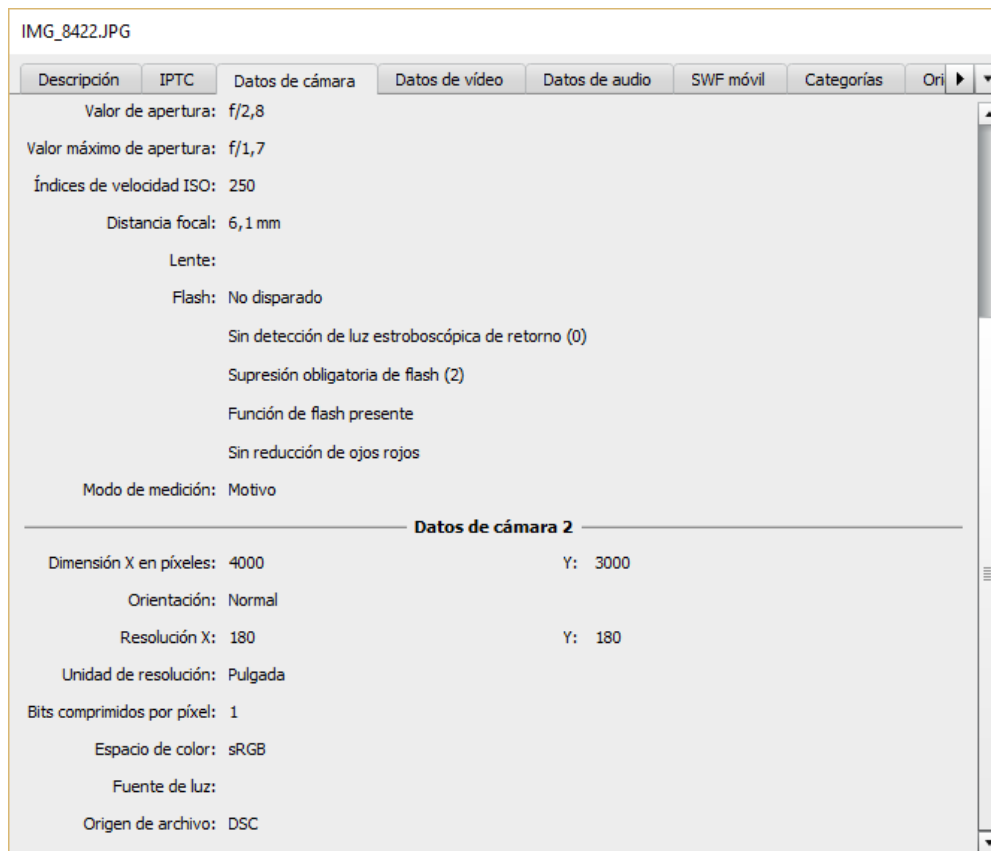 IMG_8422.JPG
Descripción IPTC Datos de cámara Datos de vídeo Datos de audio SWF móvil Categorías Ori
Valor de apertura: f/2,8
Valor máximo de apertura: f/1,7
Índices de velocidad ISO: 250
Distancia focal: 6,1 mm
Lente:
Flash: No disparado
Sin detección de luz estroboscópica de retorno (0)
Supresión obligatoria de flash (2)
Función de flash presente
Sin reducción de ojos rojos
Modo de medición: Motivo
Datos de cámara 2
Dimensión X en píxeles: 4000 Y: 3000
Orientación: Normal
Resolución X: 180 Y: 180
Unidad de resolución: Pulgada
Bits comprimidos por píxel: 1
Espacio de color: sRGB
Fuente de luz:
Origen de archivo: DSC